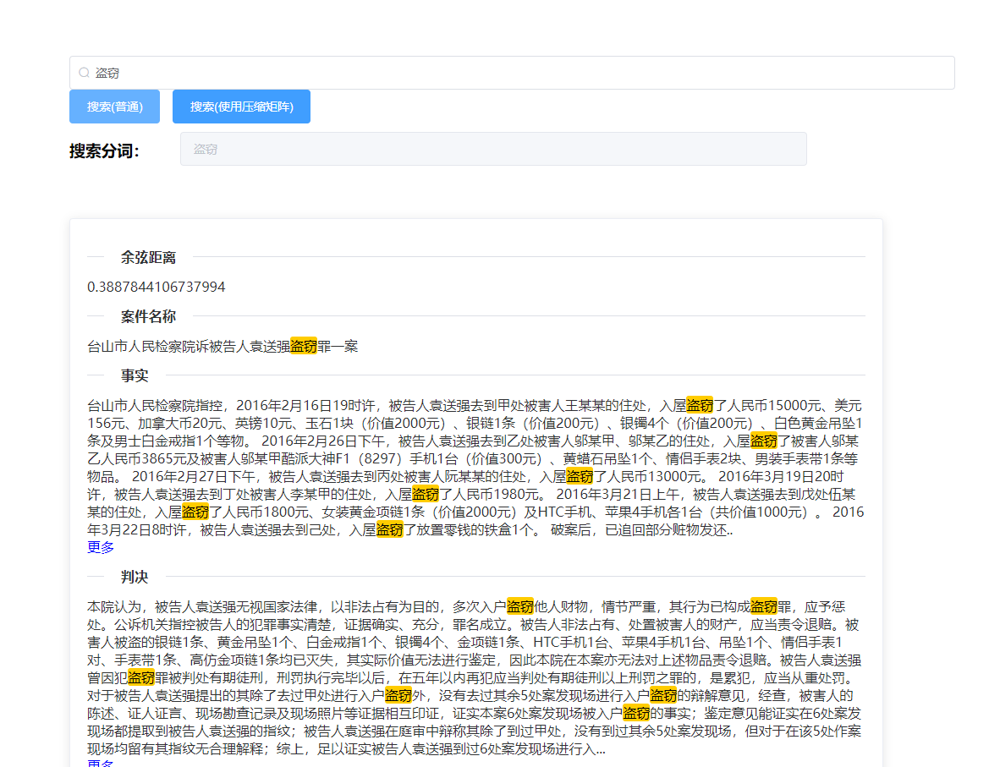 盗窃
搜索(普通) 搜索(使用压缩矩阵)
搜索分词： 盗窃
余弦距离
0.3887844106737994
案件名称
台山市人民检察院诉被告人袁送强盗窃罪一案
事实
台山市人民检察院指控，2016年2月16日19时许，被告人袁送强去到甲处被害人王某某的住处，入屋盗窃了人民币15000元、美元
156元、加拿大币20元、英镑10元、玉石1块（价值2000元）、银链1条（价值200元）、银镯4个（价值200元）、白色黄金吊坠1
条及男士白金戒指1个等物。 2016年2月26日下午，被告人袁送强去到乙处被害人邬某甲、邬某乙的住处，入屋盗窃了被害人邬某
乙人民币3865元及被害人邬某甲酷派大神F1（8297）手机1台（价值300元）、黄蜡石吊坠1个、情侣手表2块、男装手表带1条等
物品。 2016年2月27日下午，被告人袁送强去到丙处被害人阮某某的住处，入屋盗窃了人民币13000元。 2016年3月19日20时
许，被告人袁送强去到丁处被害人李某甲的住处，入屋盗窃了人民币1980元。 2016年3月21日上午，被告人袁送强去到戊处伍某
某的住处，入屋盗窃了人民币1800元、女装黄金项链1条（价值2000元）及HTC手机、苹果4手机各1台（共价值1000元）。 2016
年3月22日8时许，被告人袁送强去到己处，入屋盗窃了放置零钱的铁盒1个。 破案后，已追回部分赃物发还..
更多
判决
本院认为，被告人袁送强无视国家法律，以非法占有为目的，多次入户盗窃他人财物，情节严重，其行为已构成盗窃罪，应予惩
处。公诉机关指控被告人的犯罪事实清楚，证据确实、充分，罪名成立。被告人非法占有、处置被害人的财产，应当责令退赔。被
害人被盗的银链1条、黄金吊坠1个、白金戒指1个、银镯4个、金项链1条、HTC手机1台、苹果4手机1台、吊坠1个、情侣手表1
对、手表带1条、高仿金项链1条均已灭失，其实际价值无法进行鉴定，因此本院在本案亦无法对上述物品责令退赔。被告人袁送强
曾因犯盗窃罪被判处有期徒刑，刑罚执行完毕以后，在五年以内再犯应当判处有期徒刑以上刑罚之罪的，是累犯，应当从重处罚。
对于被告人袁送强提出的其除了去过甲处进行入户盗窃外，没有去过其余5处案发现场进行入户盗窃的辩解意见，经查，被害人的
陈述、证人证言、现场勘查记录及现场照片等证据相互印证，证实本案6处案发现场被入户盗窃的事实；鉴定意见能证实在6处案发
现场都提取到被告人袁送强的指纹；被告人袁送强在庭审中辩称其除了到过甲处，没有到过其余5处案发现场，但对于在该5处作案
现场均留有其指纹无合理解释；综上，足以证实被告人袁送强到过6处案发现场进行入...
更多